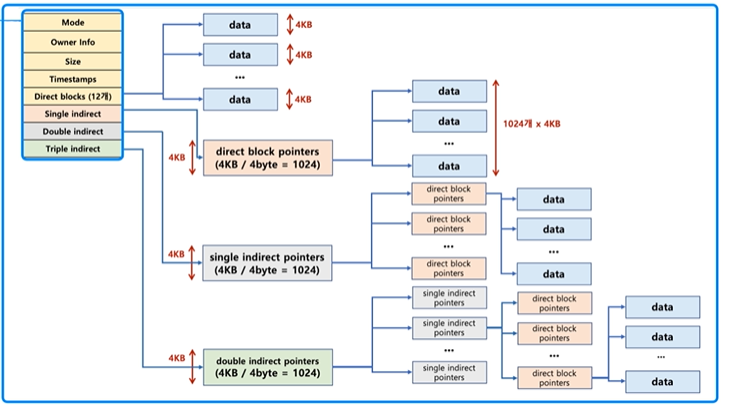 Mode
Owner Info
Size
Timestamps
Direct blocks (12개)
Single indirect
Double indirect
Triple indirect
data
4KB
data
4KB
...
data
4KB
4KB
direct block pointers
(4KB / 4byte = 1024)
data
data
...
data
1024개 x 4KB
4KB
single indirect pointers
(4KB / 4byte = 1024)
direct block
pointers
direct block
pointers
...
direct block
pointers
data
data
...
data
4KB
double indirect pointers
(4KB / 4byte = 1024)
single indirect
pointers
single indirect
pointers
...
single indirect
pointers
direct block
pointers
direct block
pointers
...
direct block
pointers
data
data
...
data